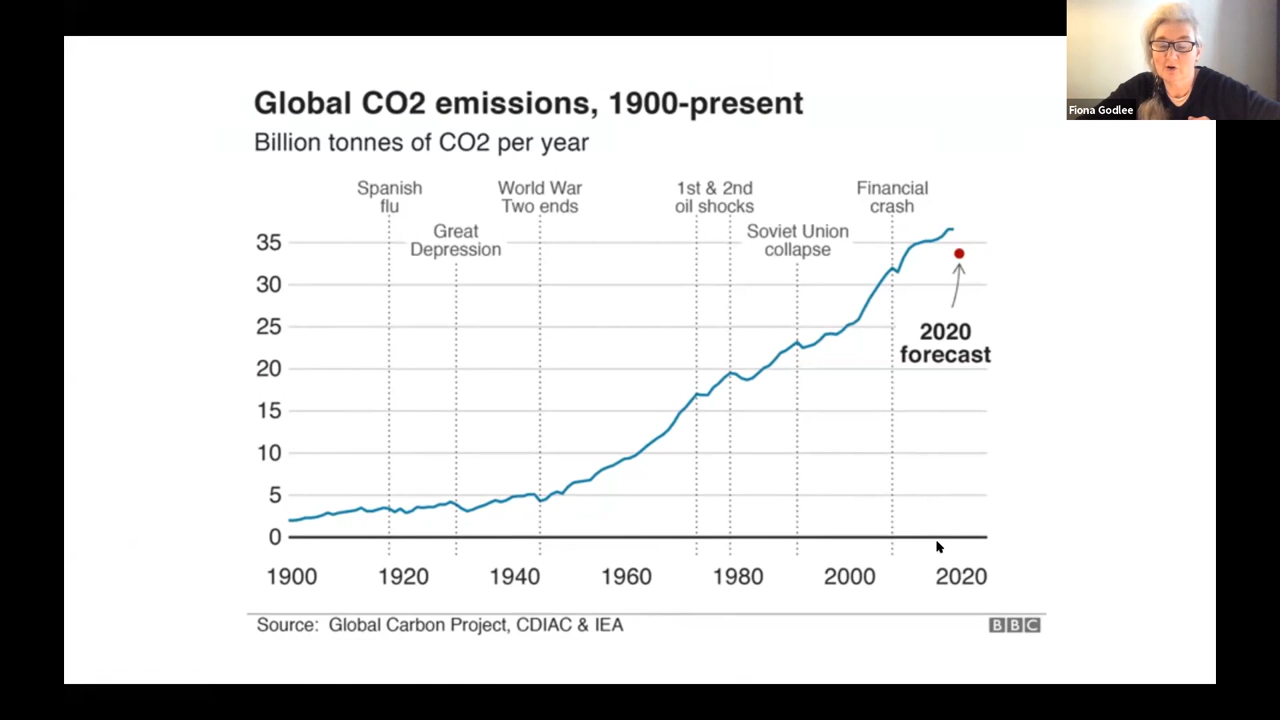 Fiona Godlee
Global CO2 emissions, 1900-present
Billion tonnes of CO2 per year
Spanish
flu
World War
Two ends
1st & 2nd
oil shocks
Financial
crash
Great
Depression
Soviet Union
collapse
35
30
25
20
15
10
5
0
2020
forecast
1900 1920 1940 1960 1980 2000 2020
Source: Global Carbon Project, CDIAC & IEA
BBC